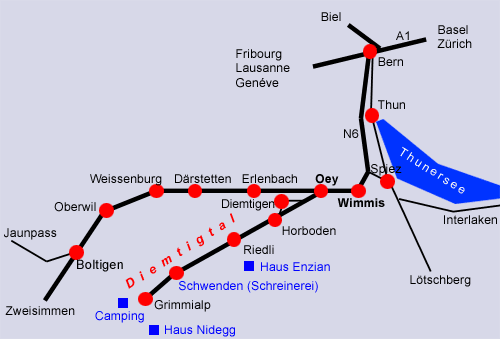 Biel
A1
Basel
Zürich
Fribourg
Lausanne
Genéve
Bern
Thun
N6
Thunersee
Spiez
Weissenburg
Därstetten
Erlenbach
Oey
Wimmis
Oberwil
Diemtigen
Interlaken
Jaunpass
Diemtigtal
Horboden
Boltigen
Riedli
Haus Enzian
Lötschberg
Schwenden (Schreinerei)
Zweisimmen
Grimmialp
Camping
Haus Nidegg